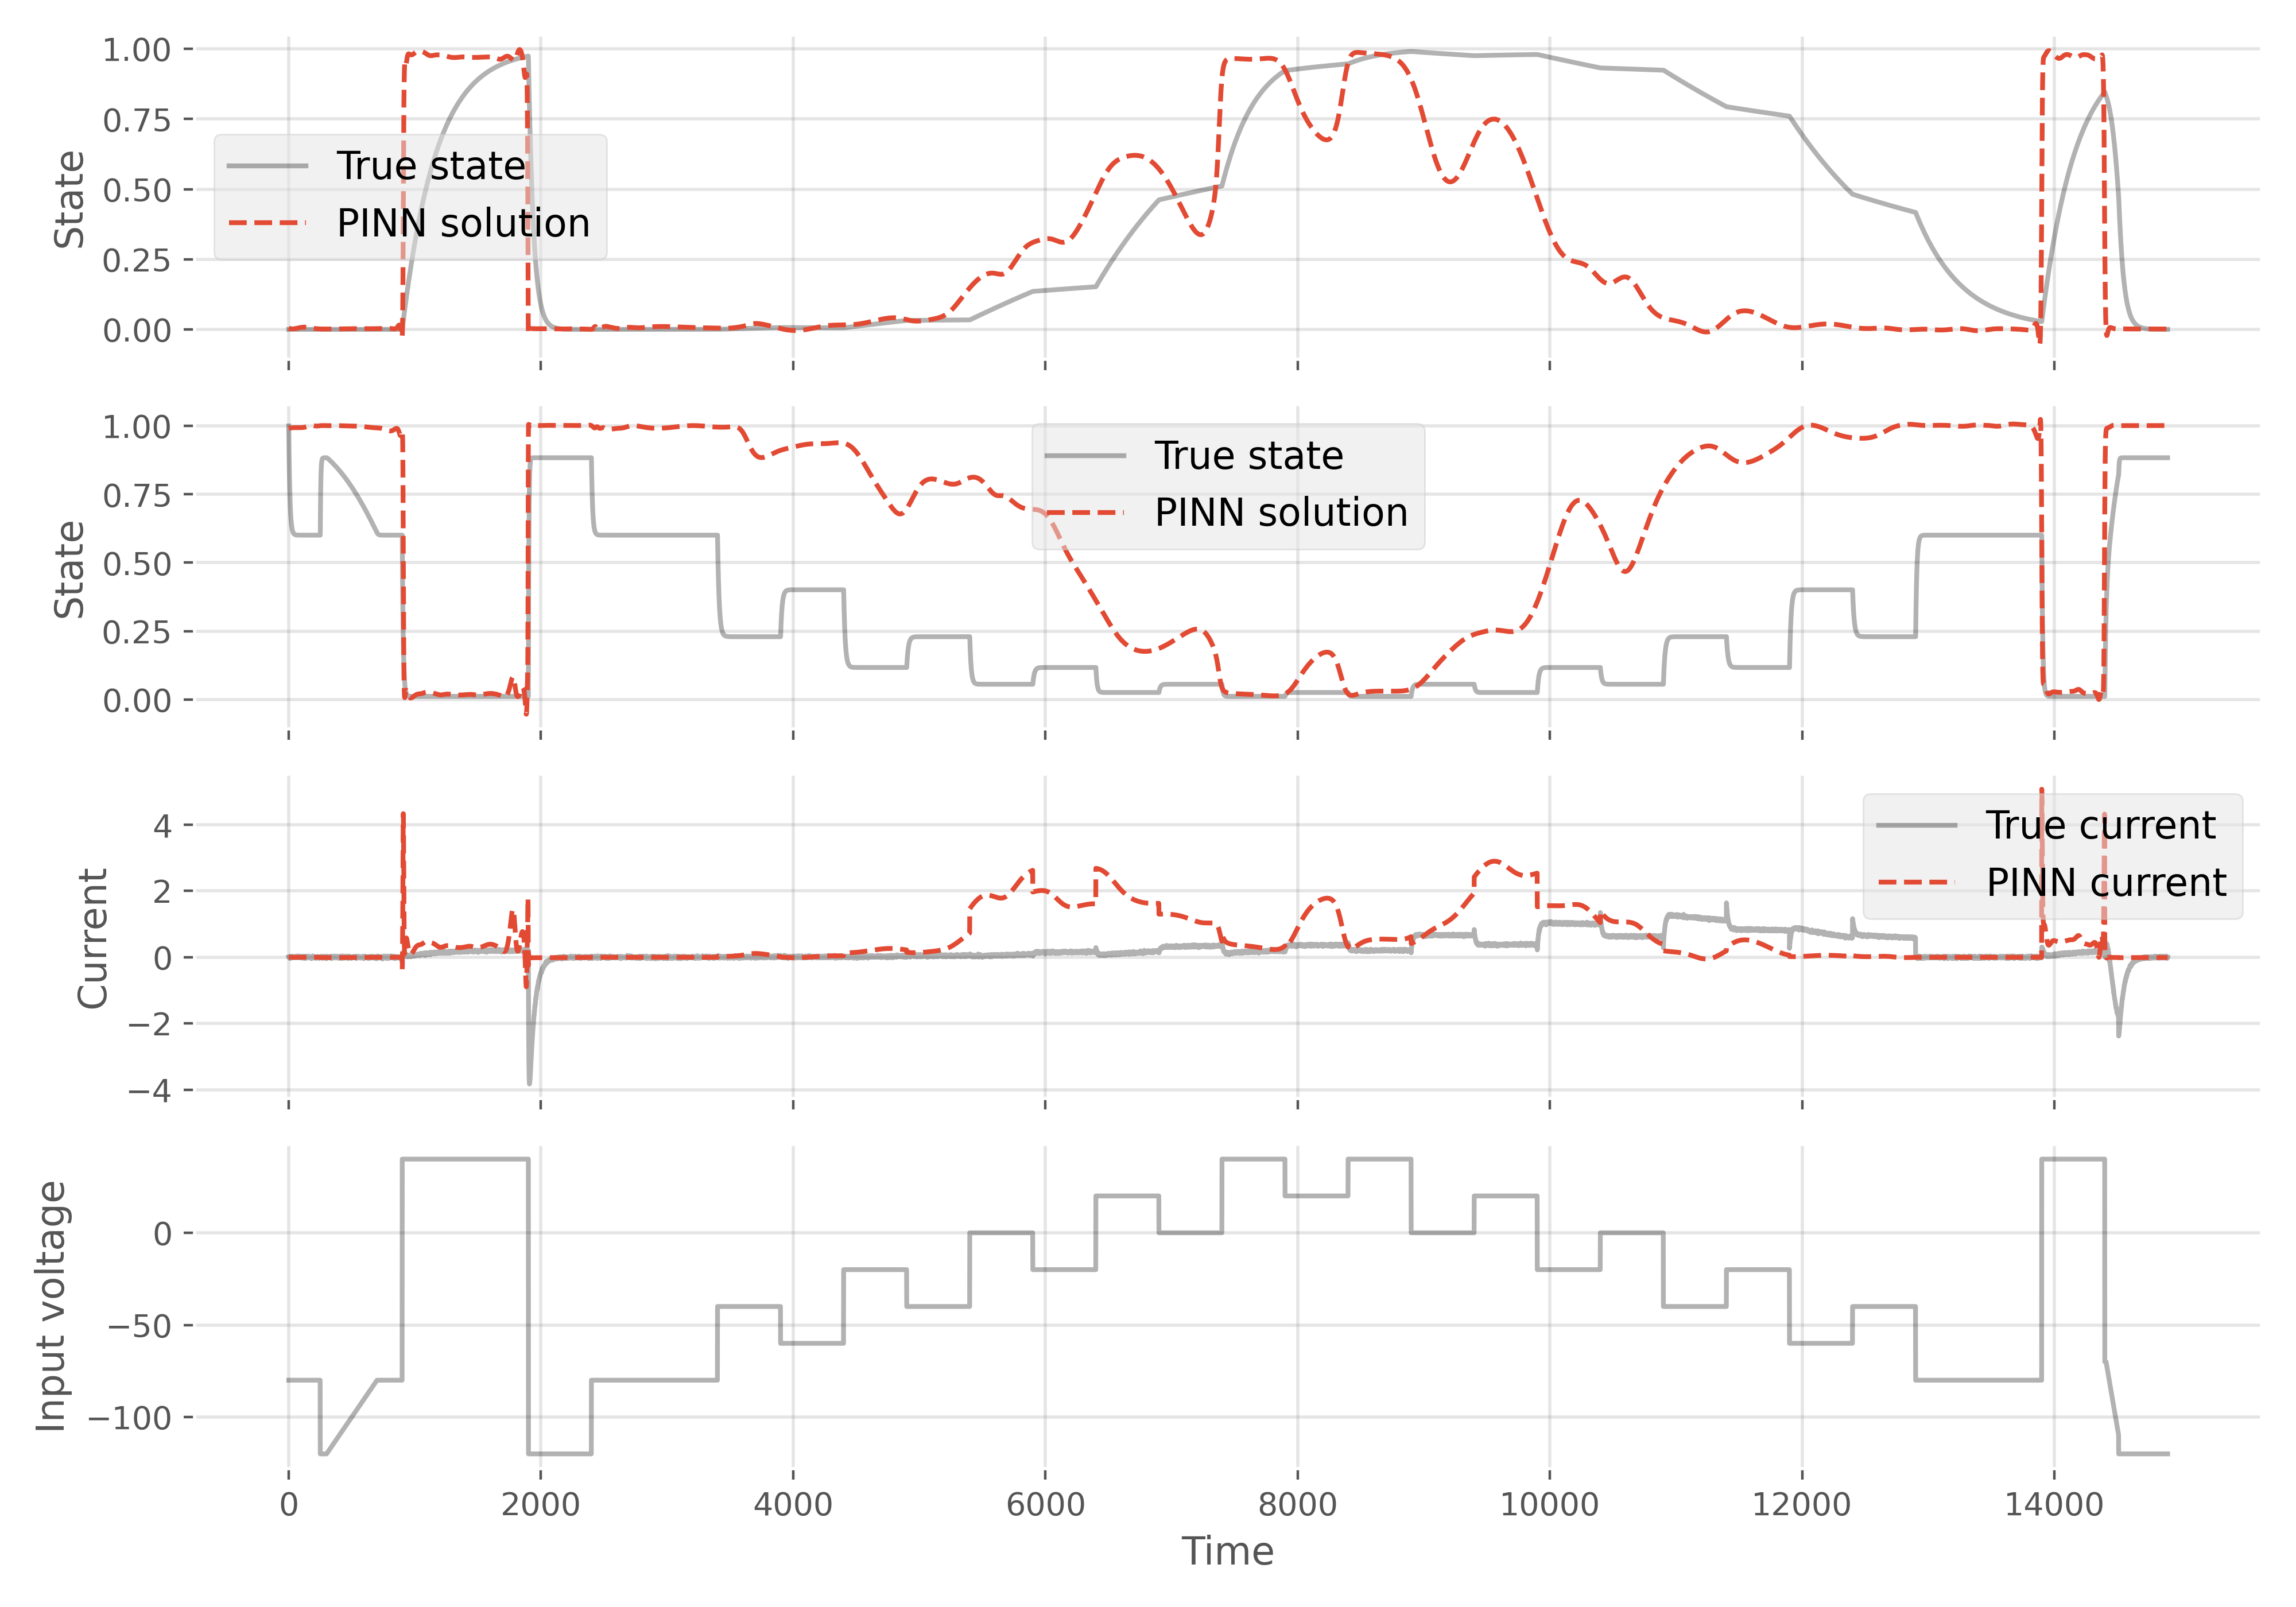 1.00
0.75
0.50
0.25
0.00
State
True state
PINN solution
1.00
0.75
0.50
0.25
0.00
State
True state
PINN solution
4
2
0
−2
−4
Current
True current
PINN current
0
−50
−100
Input voltage
0 2000 4000 6000 8000 10000 12000 14000
Time